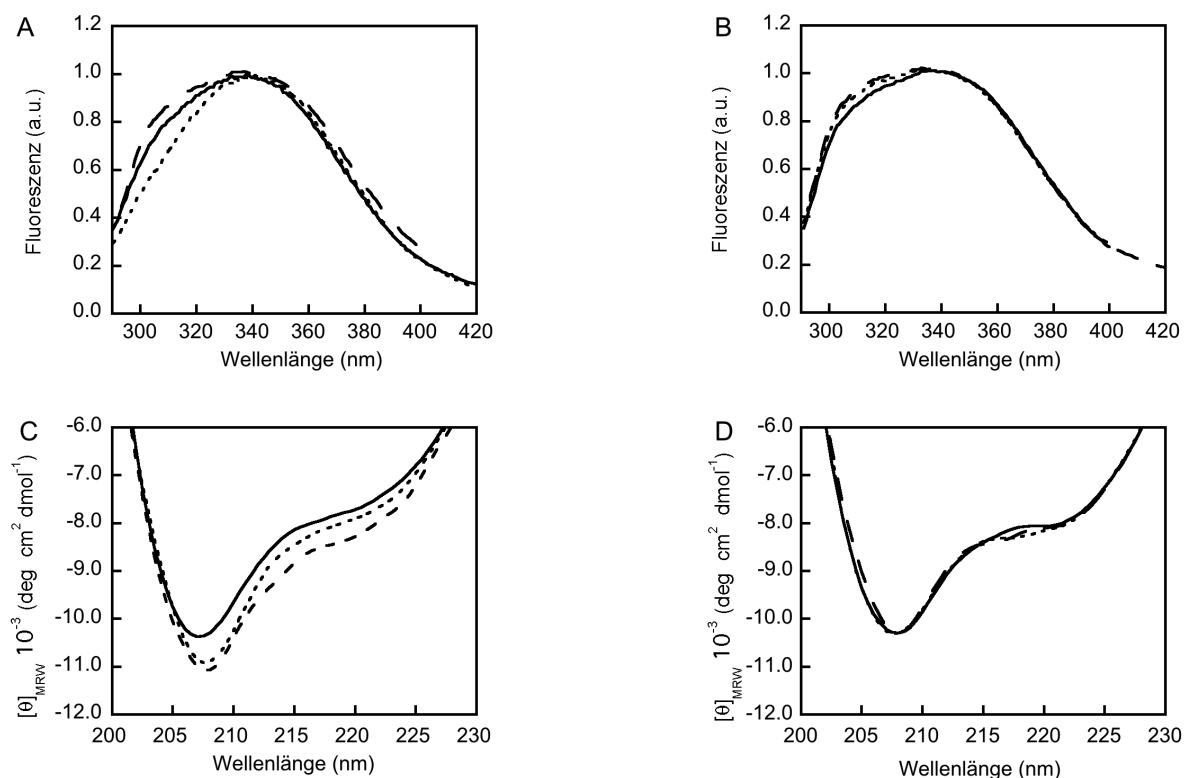 A
Fluoreszenz (a.u.)
1.2
1.0
0.8
0.6
0.4
0.2
0.0
300 320 340 360 380 400 420
Wellenlänge (nm)
B
Fluoreszenz (a.u.)
1.2
1.0
0.8
0.6
0.4
0.2
0.0
300 320 340 360 380 400 420
Wellenlänge (nm)
C
[θ]MRW 10⁻³ (deg cm² dmol⁻¹)
-6.0
-7.0
-8.0
-9.0
-10.0
-11.0
-12.0
200 205 210 215 220 225 230
Wellenlänge (nm)
D
[θ]MRW 10⁻³ (deg cm² dmol⁻¹)
-6.0
-7.0
-8.0
-9.0
-10.0
-11.0
-12.0
200 205 210 215 220 225 230
Wellenlänge (nm)